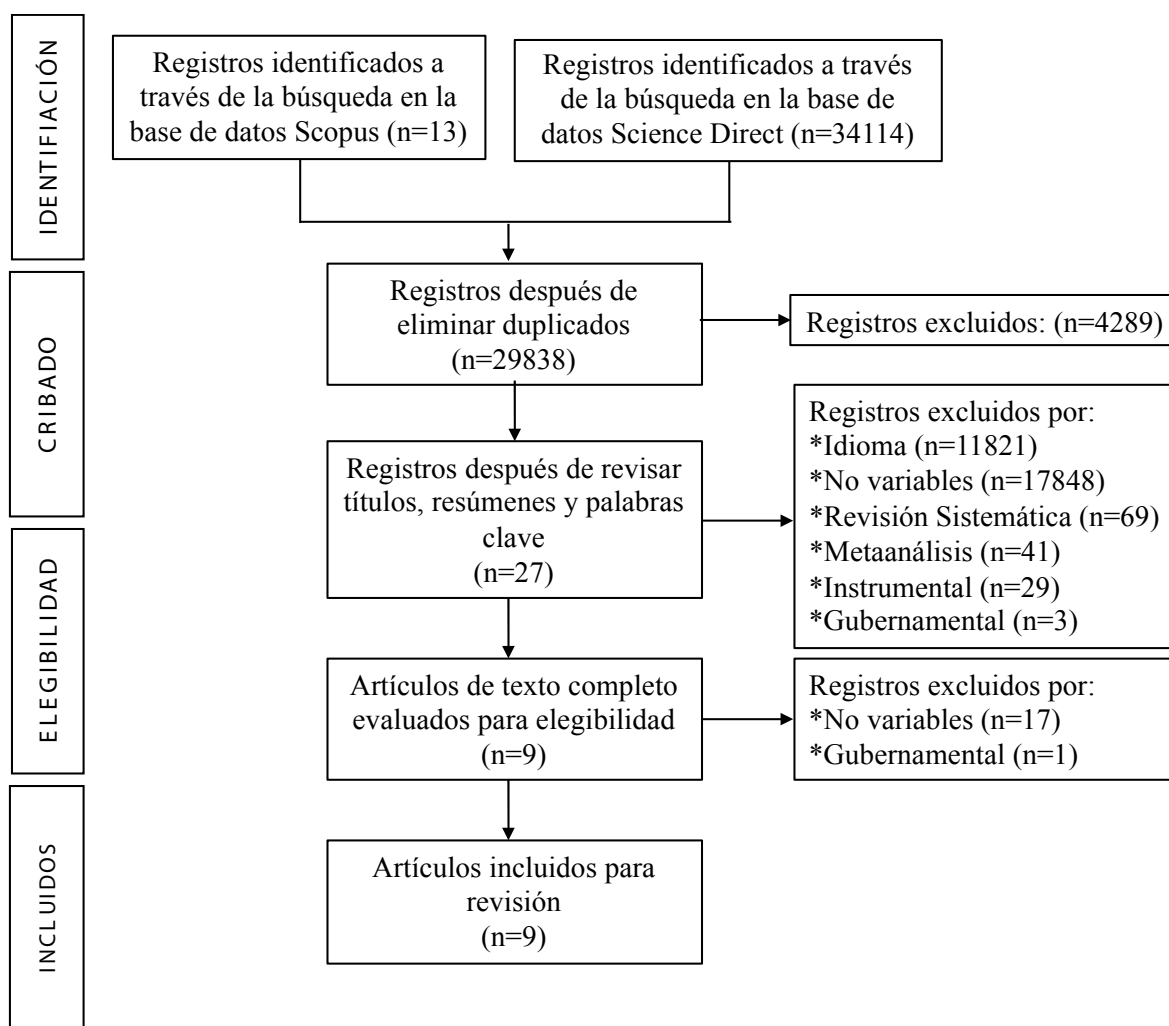 IDENTIFIACIÓN
Registros identificados a
través de la búsqueda en la
base de datos Scopus (n=13)
Registros identificados a través
de la búsqueda en la base de
datos Science Direct (n=34114)
CRIBADO
Registros después de
eliminar duplicados
(n=29838)
Registros excluidos: (n=4289)
Registros después de revisar
títulos, resúmenes y palabras
clave
(n=27)
Registros excluidos por:
*Idioma (n=11821)
*No variables (n=17848)
*Revisión Sistemática (n=69)
*Metaanálisis (n=41)
*Instrumental (n=29)
*Gubernamental (n=3)
ELEGIBILIDAD
Artículos de texto completo
evaluados para elegibilidad
(n=9)
Registros excluidos por:
*No variables (n=17)
*Gubernamental (n=1)
INCLUIDOS
Artículos incluidos para
revisión
(n=9)